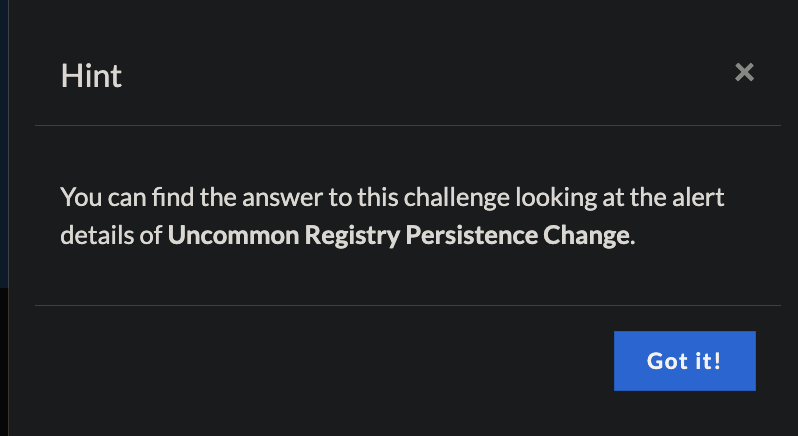 Hint
×
You can find the answer to this challenge looking at the alert
details of Uncommon Registry Persistence Change.
Got it!